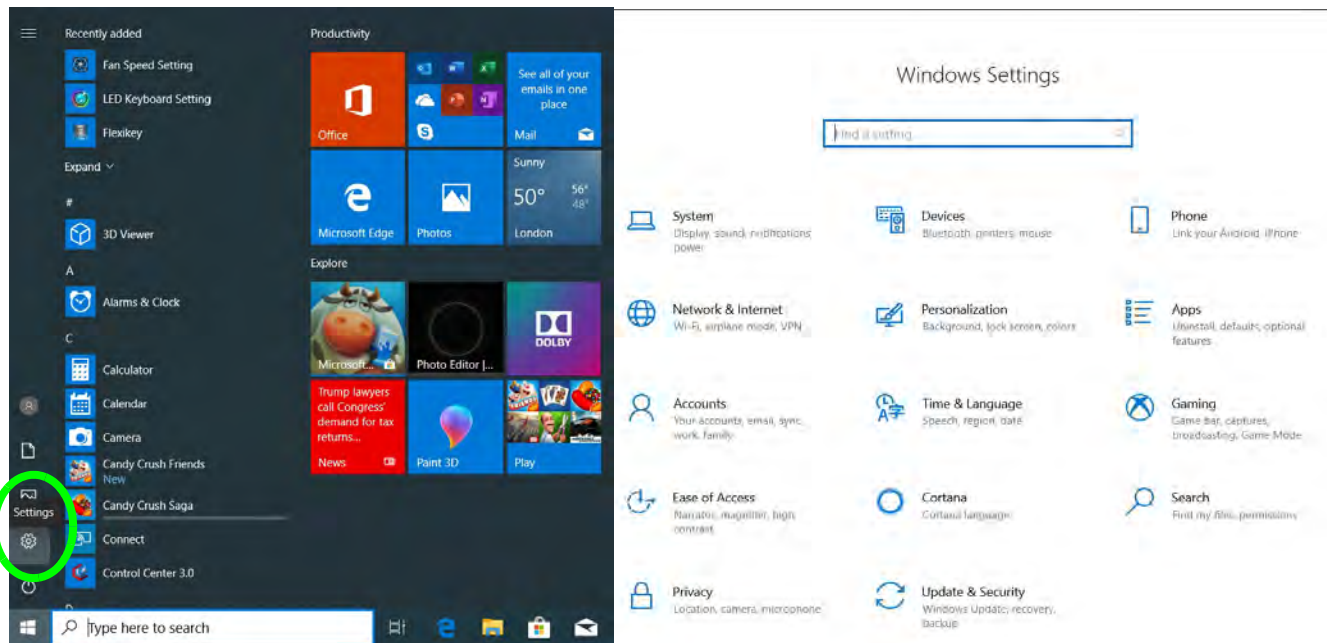 Recently added
Fan Speed Setting
LED Keyboard Setting
Flexikey
Expand
#
3D Viewer
A
Alarms & Clock
C
Calculator
Calendar
Camera
Candy Crush Friends
New
Candy Crush Saga
Connect
Control Center 3.0
Settings
Type here to search
Productivity
Office
See all of your
emails in one
place
Mail
Microsoft Edge
Photos
Sunny
50°
56°
48°
London
Explore
Microsoft...
Photo Editor |...
DOLBY
Trump lawyers
call Congress'
demand for tax
returns...
News
Paint 3D
Play
Windows Settings
Find a setting
System
Display, sound, notifications,
power
Devices
Bluetooth, printers, mouse
Phone
Link your Android, iPhone
Network & Internet
Wi-Fi, airplane mode, VPN
Personalization
Background, lock screen, colors
Apps
Uninstall, defaults, optional
features
Accounts
Your accounts, email, sync,
work, family
Time & Language
Speech, region, date
Gaming
Game bar, captures,
broadcasting, Game Mode
Ease of Access
Narrator, magnifier, high
contrast
Cortana
Cortana language
Search
Find my files, permissions
Privacy
Location, camera, microphone
Update & Security
Windows Update, recovery,
backup